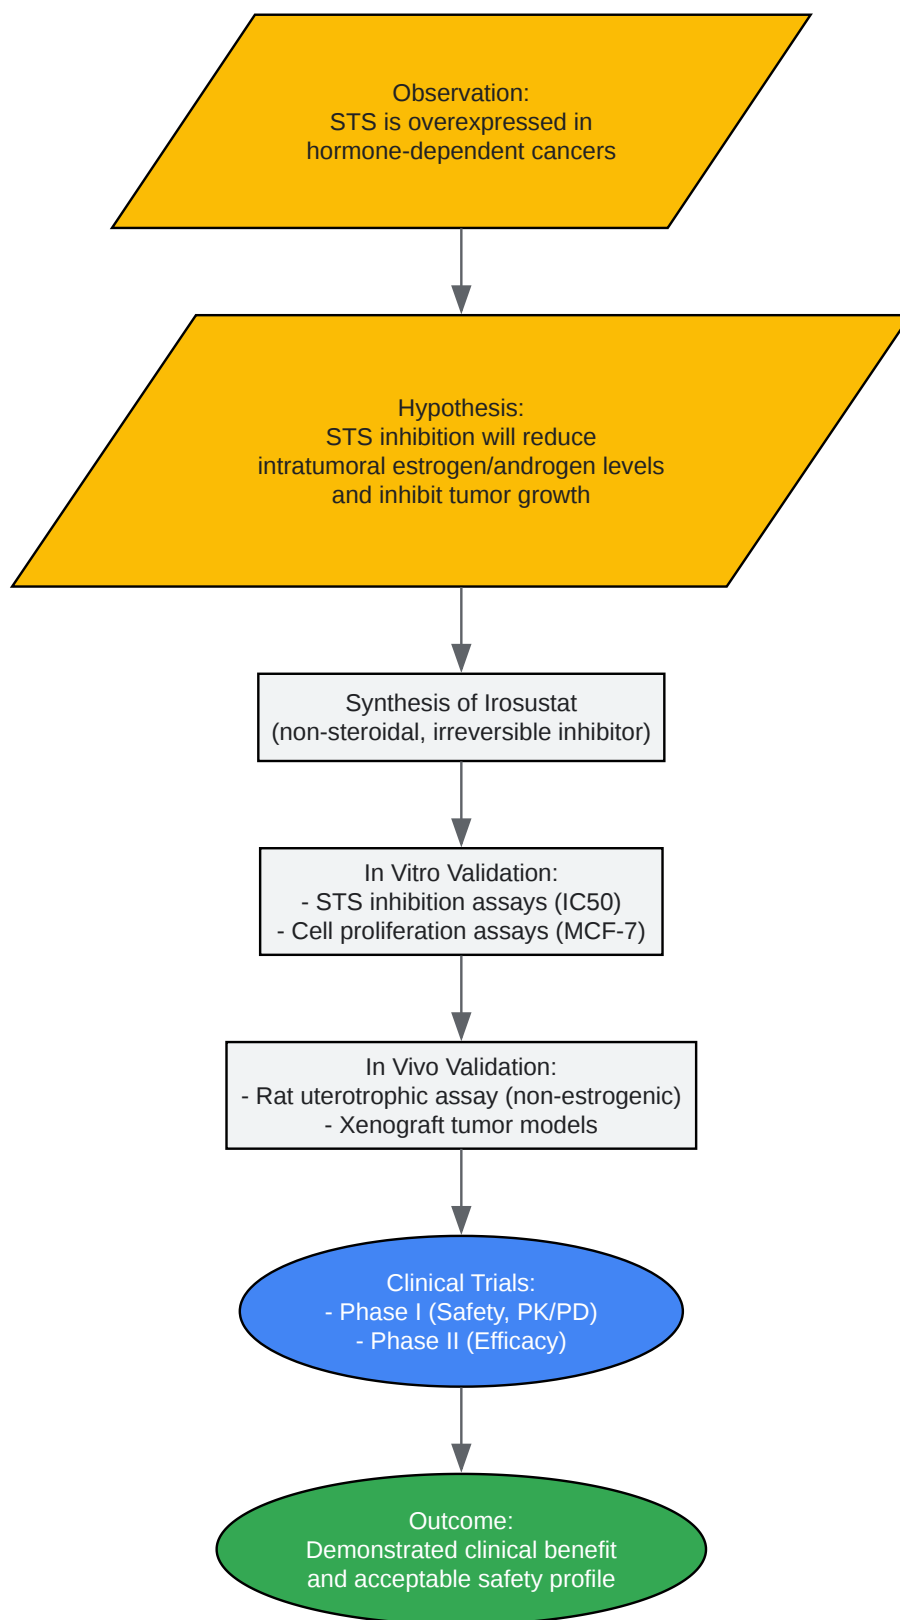 Observation:
STS is overexpressed in
hormone-dependent cancers
Hypothesis:
STS inhibition will reduce
intratumoral estrogen/androgen levels
and inhibit tumor growth
Synthesis of Irosustat
(non-steroidal, irreversible inhibitor)
In Vitro Validation:
- STS inhibition assays (IC50)
- Cell proliferation assays (MCF-7)
In Vivo Validation:
- Rat uterotrophic assay (non-estrogenic)
- Xenograft tumor models
Clinical Trials:
- Phase I (Safety, PK/PD)
- Phase II (Efficacy)
Outcome:
Demonstrated clinical benefit
and acceptable safety profile